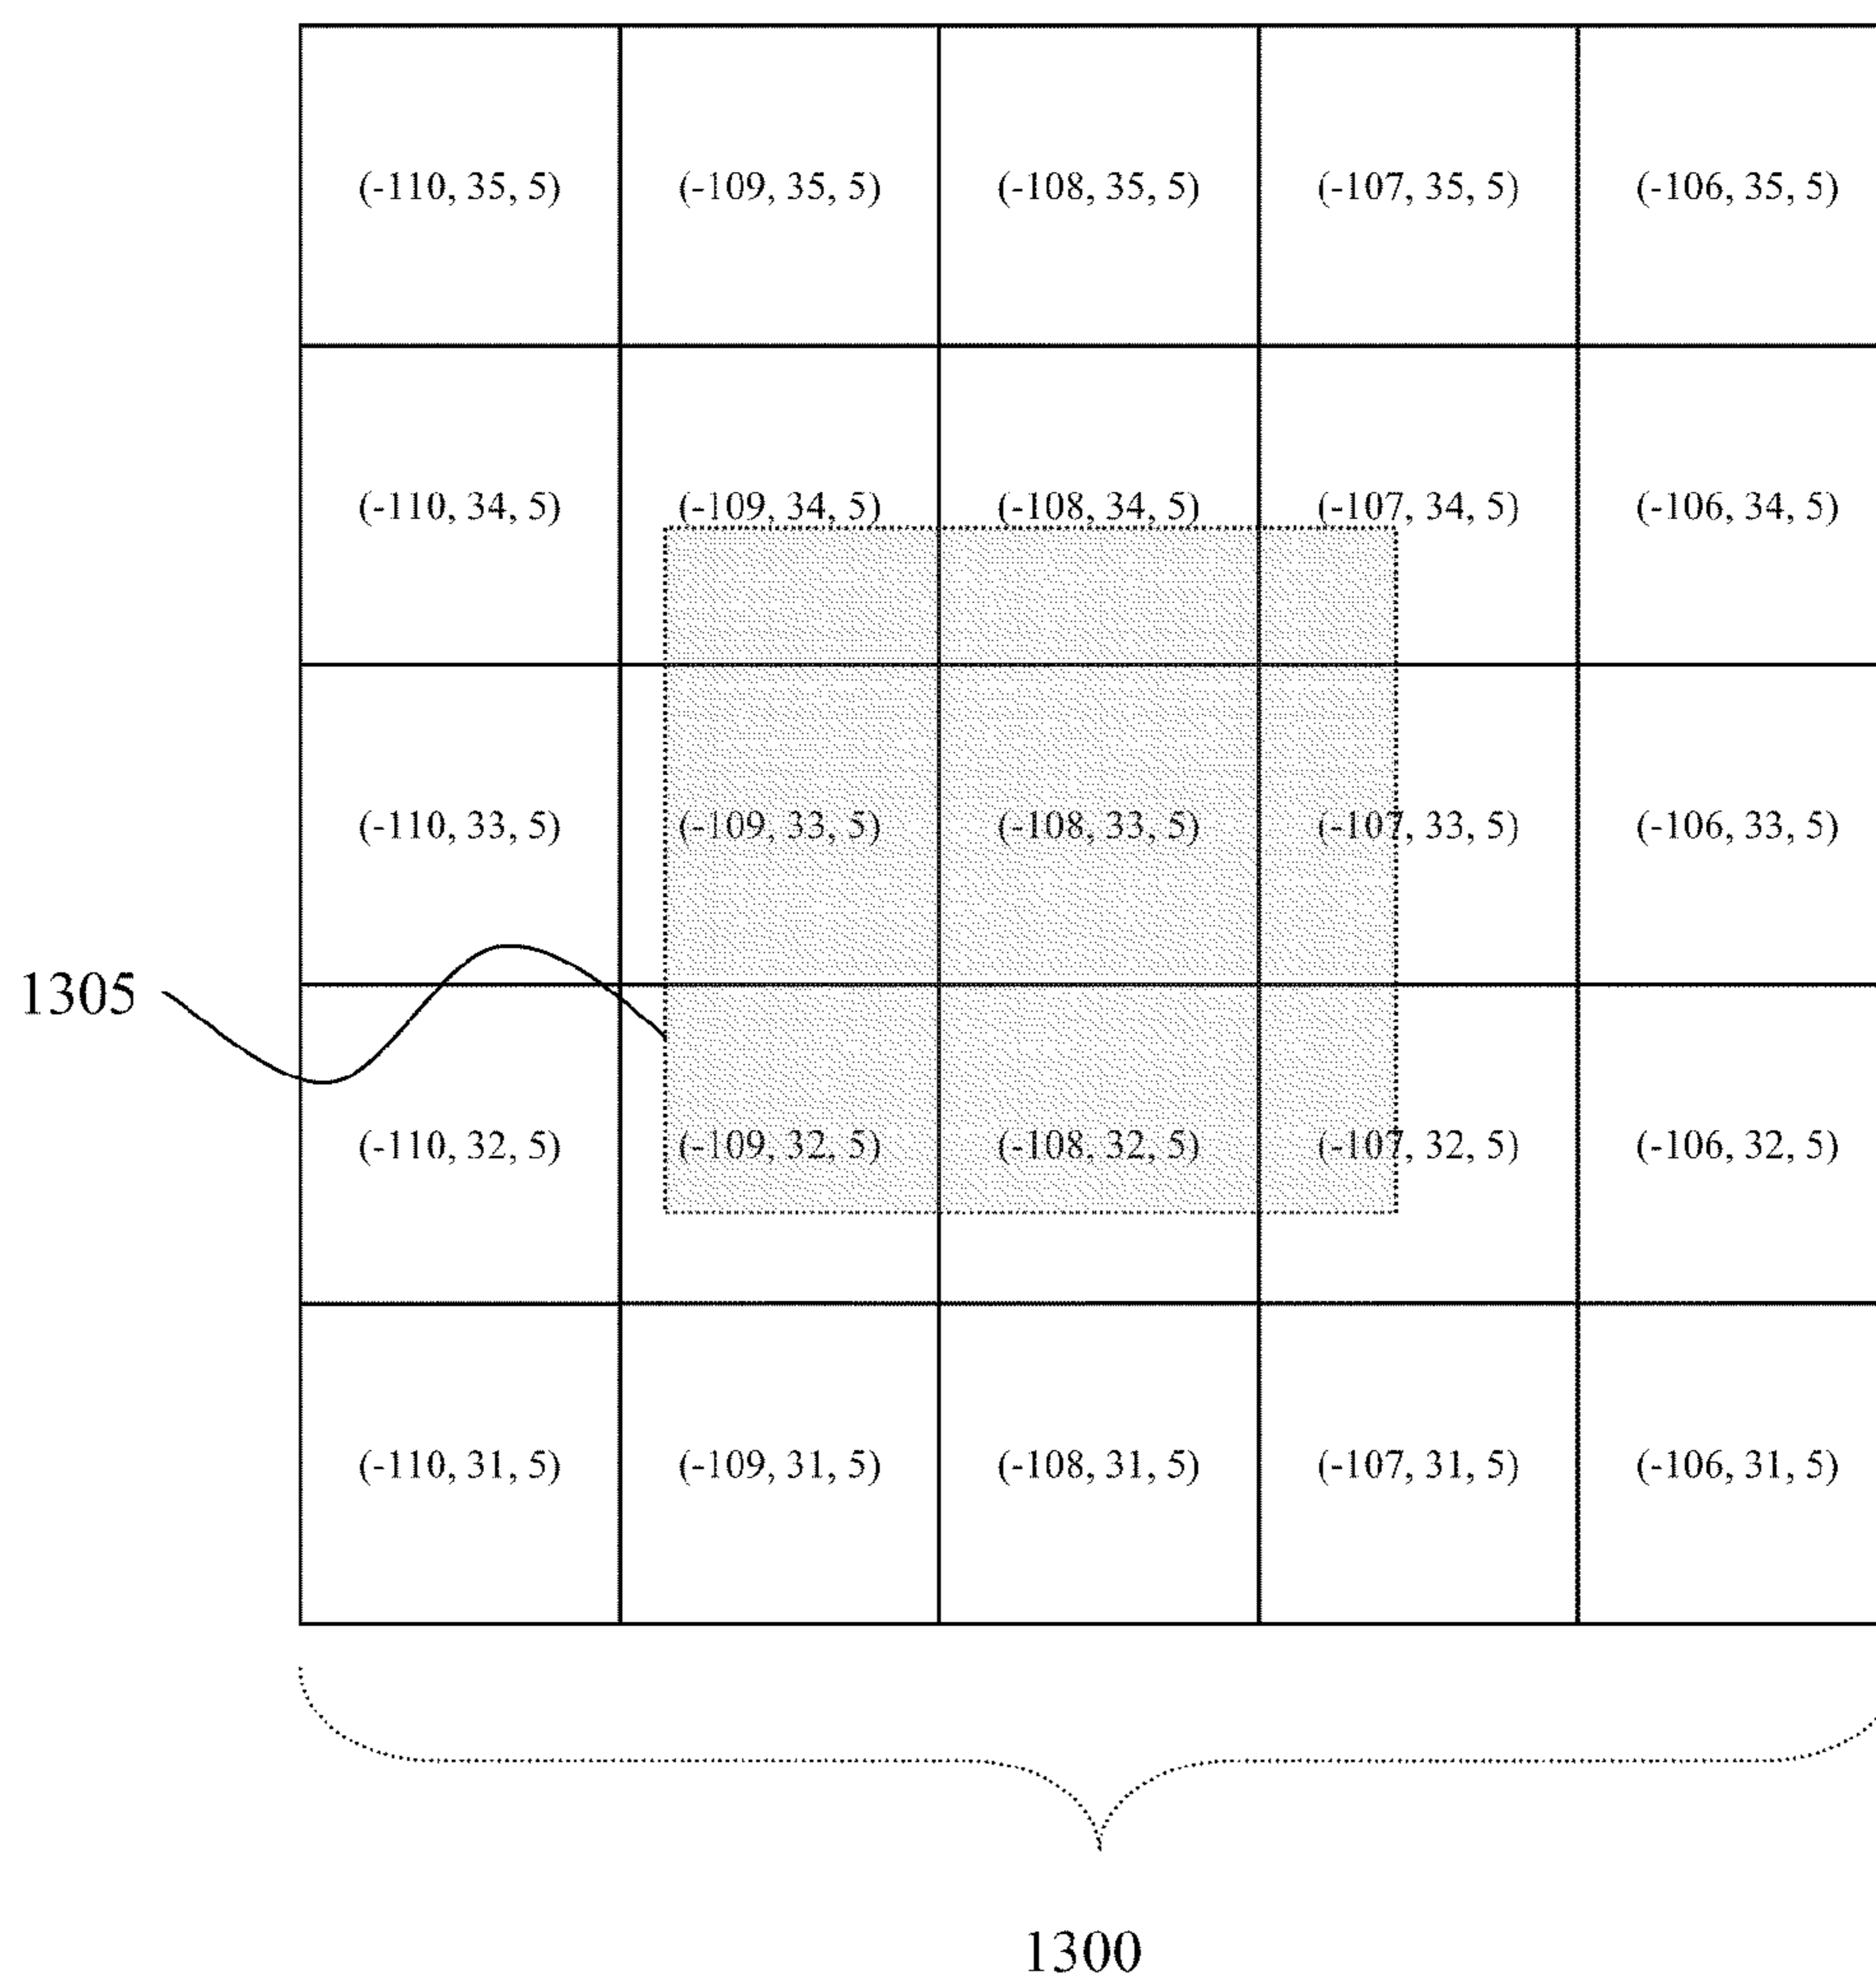 (-110, 35, 5) (-109, 35, 5) (-108, 35, 5) (-107, 35, 5) (-106, 35, 5)
(-110, 34, 5) (-109, 34, 5) (-108, 34, 5) (-107, 34, 5) (-106, 34, 5)
(-110, 33, 5) (-109, 33, 5) (-108, 33, 5) (-107, 33, 5) (-106, 33, 5)
1305
(-110, 32, 5) (-109, 32, 5) (-108, 32, 5) (-107, 32, 5) (-106, 32, 5)
(-110, 31, 5) (-109, 31, 5) (-108, 31, 5) (-107, 31, 5) (-106, 31, 5)
1300